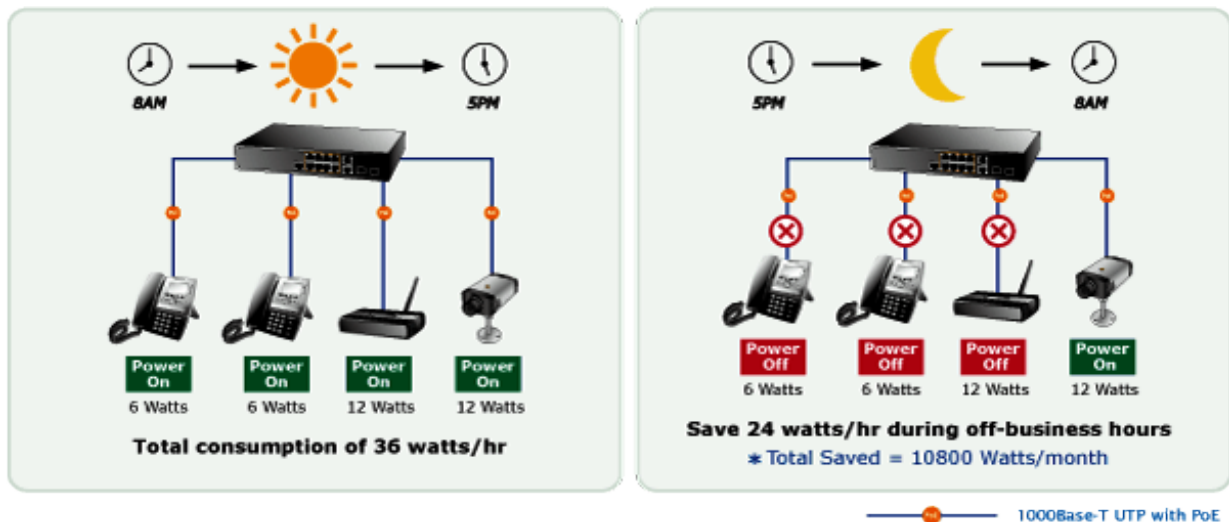 8AM
5PM
Power
On
6 Watts
Power
On
6 Watts
Power
On
12 Watts
Power
On
12 Watts
Total consumption of 36 watts/hr
5PM
8AM
Power
Off
6 Watts
Power
Off
6 Watts
Power
Off
12 Watts
Power
On
12 Watts
Save 24 watts/hr during off-business hours
* Total Saved = 10800 Watts/month
PoE
1000Base-T UTP with PoE